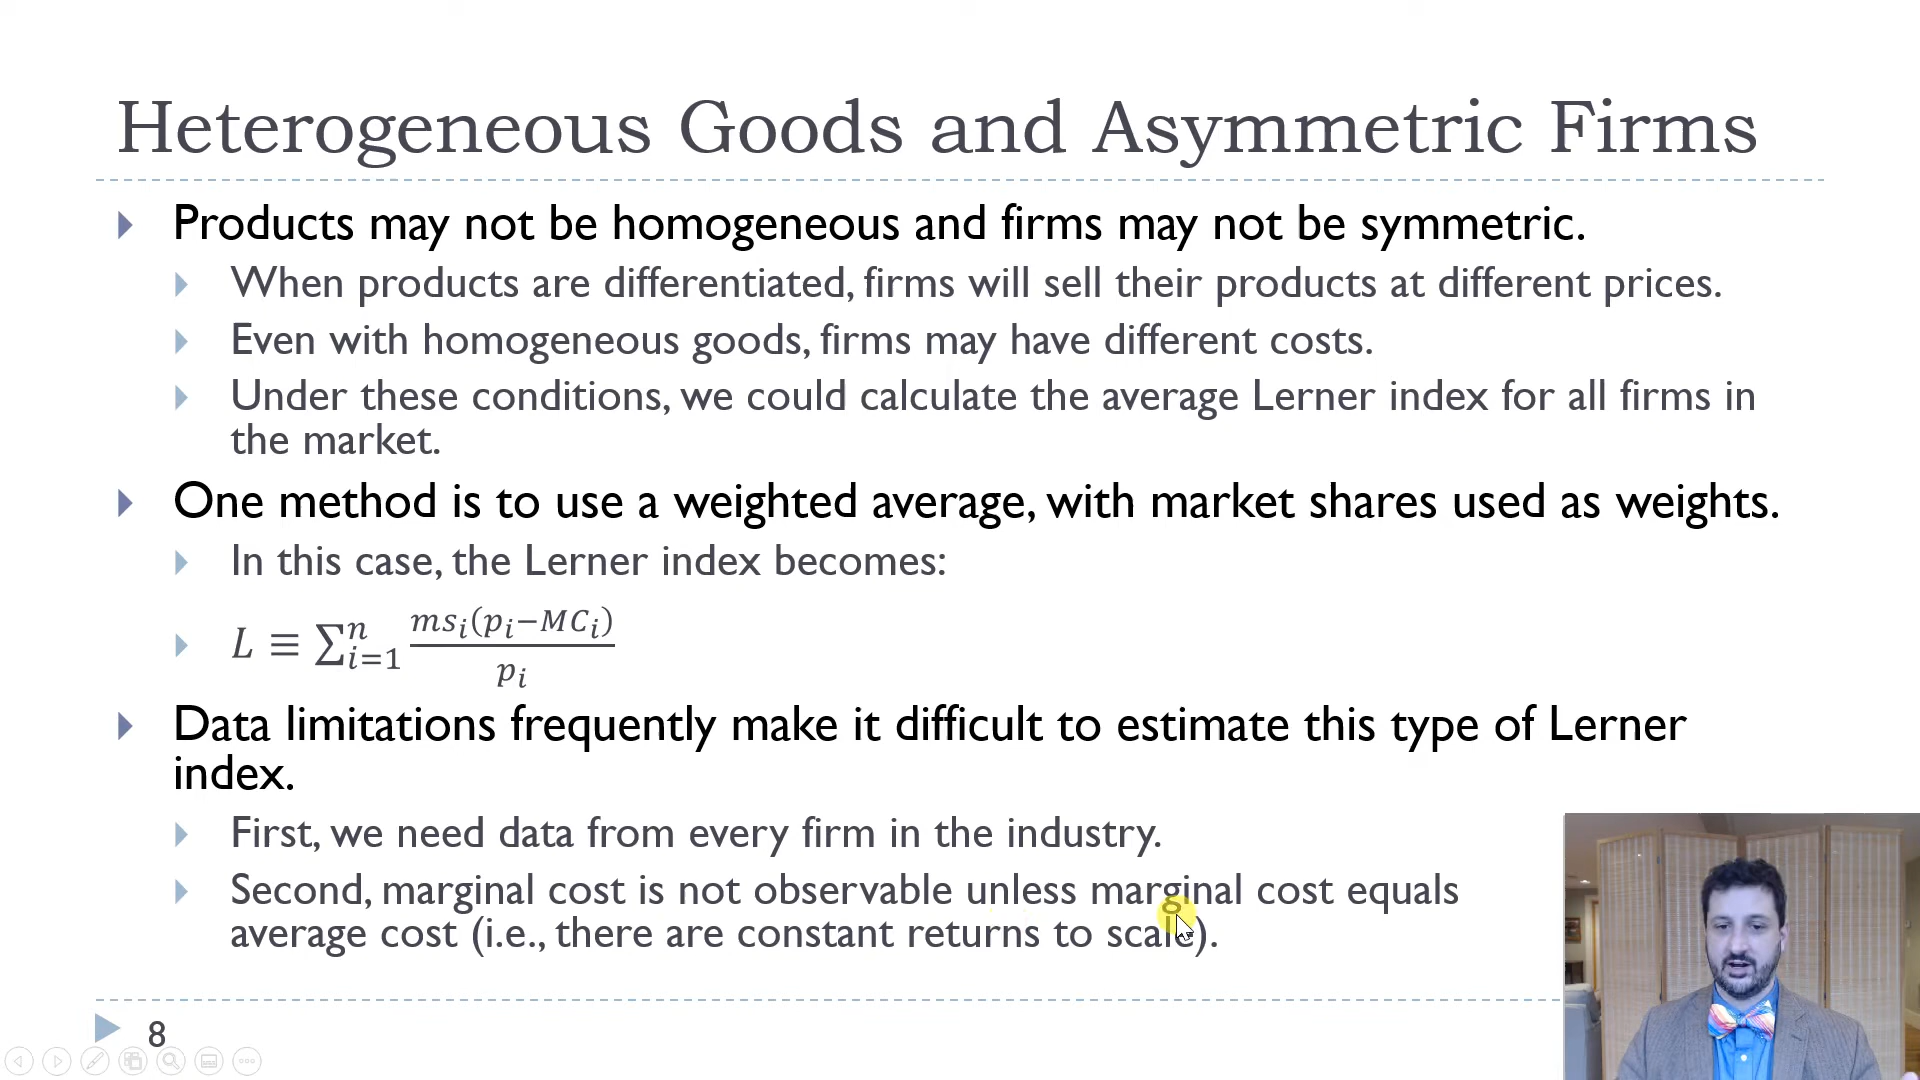 Heterogeneous Goods and Asymmetric Firms
Products may not be homogeneous and firms may not be symmetric.
When products are differentiated, firms will sell their products at different prices.
Even with homogeneous goods, firms may have different costs.
Under these conditions, we could calculate the average Lerner index for all firms in
the market.
One method is to use a weighted average, with market shares used as weights.
In this case, the Lerner index becomes:
L ≡ ∑ⁿᵢ₌₁ msᵢ(pᵢ−MCᵢ) / pᵢ
Data limitations frequently make it difficult to estimate this type of Lerner
index.
First, we need data from every firm in the industry.
Second, marginal cost is not observable unless marginal cost equals
average cost (i.e., there are constant returns to scale).
8